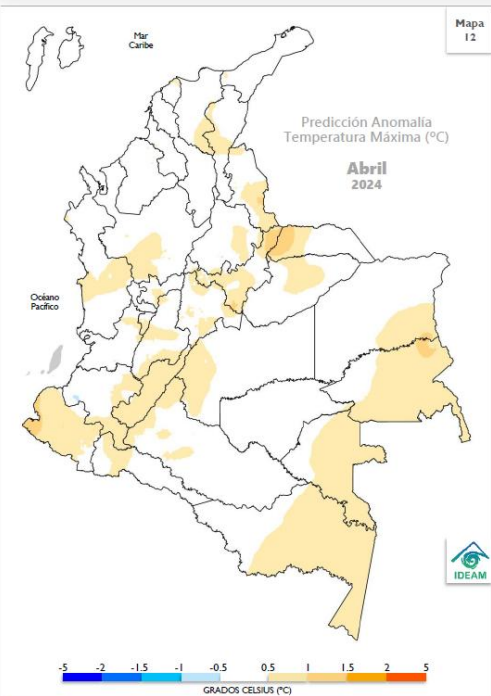 Mapa
12
Mar
Caribe
Predicción Anomalía
Temperatura Máxima (ºC)
Abril
2024
Océano
Pacífico
IDEAM
-5 -2 -1.5 -1 -0.5 0.5 1 1.5 2 5
GRADOS CELSIUS (ºC)